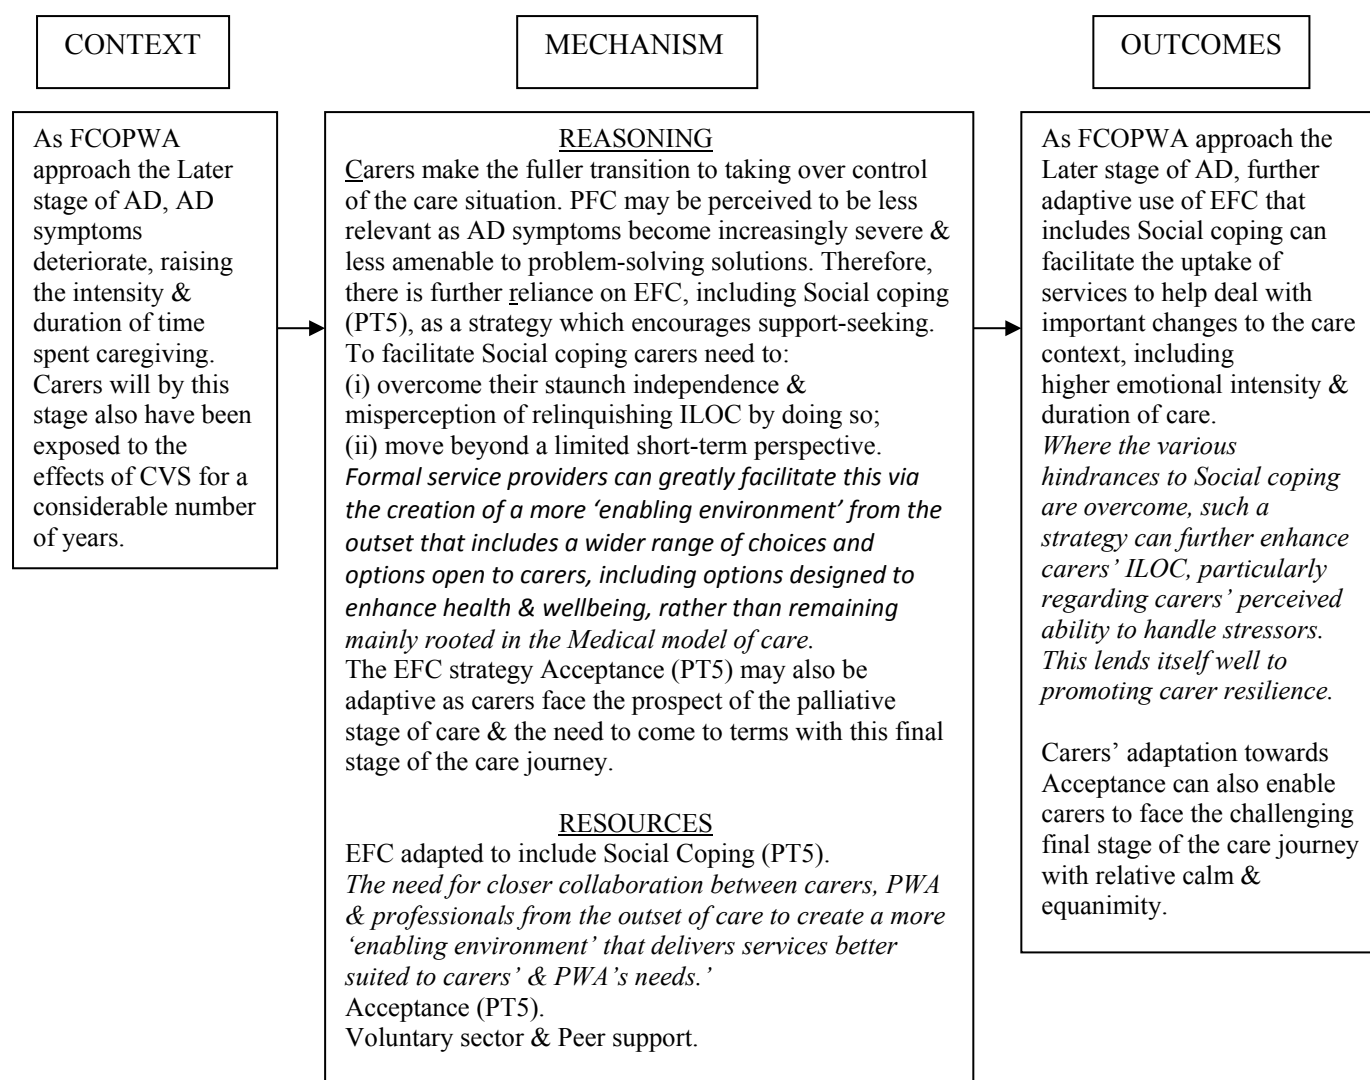 CONTEXT
MECHANISM
OUTCOMES
As FCOPWA
approach the Later
stage of AD, AD
symptoms
deteriorate, raising
the intensity &
duration of time
spent caregiving.
Carers will by this
stage also have been
exposed to the
effects of CVS for a
considerable number
of years.
REASONING
Carers make the fuller transition to taking over control
of the care situation. PFC may be perceived to be less
relevant as AD symptoms become increasingly severe &
less amenable to problem-solving solutions. Therefore,
there is further reliance on EFC, including Social coping
(PT5), as a strategy which encourages support-seeking.
To facilitate Social coping carers need to:
(i) overcome their staunch independence &
misperception of relinquishing ILOC by doing so;
(ii) move beyond a limited short-term perspective.
Formal service providers can greatly facilitate this via
the creation of a more ‘enabling environment’ from the
outset that includes a wider range of choices and
options open to carers, including options designed to
enhance health & wellbeing, rather than remaining
mainly rooted in the Medical model of care.
The EFC strategy Acceptance (PT5) may also be
adaptive as carers face the prospect of the palliative
stage of care & the need to come to terms with this final
stage of the care journey.
RESOURCES
EFC adapted to include Social Coping (PT5).
The need for closer collaboration between carers, PWA
& professionals from the outset of care to create a more
‘enabling environment’ that delivers services better
suited to carers’ & PWA’s needs.’
Acceptance (PT5).
Voluntary sector & Peer support.
As FCOPWA approach the
Later stage of AD, further
adaptive use of EFC that
includes Social coping can
facilitate the uptake of
services to help deal with
important changes to the care
context, including
higher emotional intensity &
duration of care.
Where the various
hindrances to Social coping
are overcome, such a
strategy can further enhance
carers’ ILOC, particularly
regarding carers’ perceived
ability to handle stressors.
This lends itself well to
promoting carer resilience.
Carers’ adaptation towards
Acceptance can also enable
carers to face the challenging
final stage of the care journey
with relative calm &
equanimity.